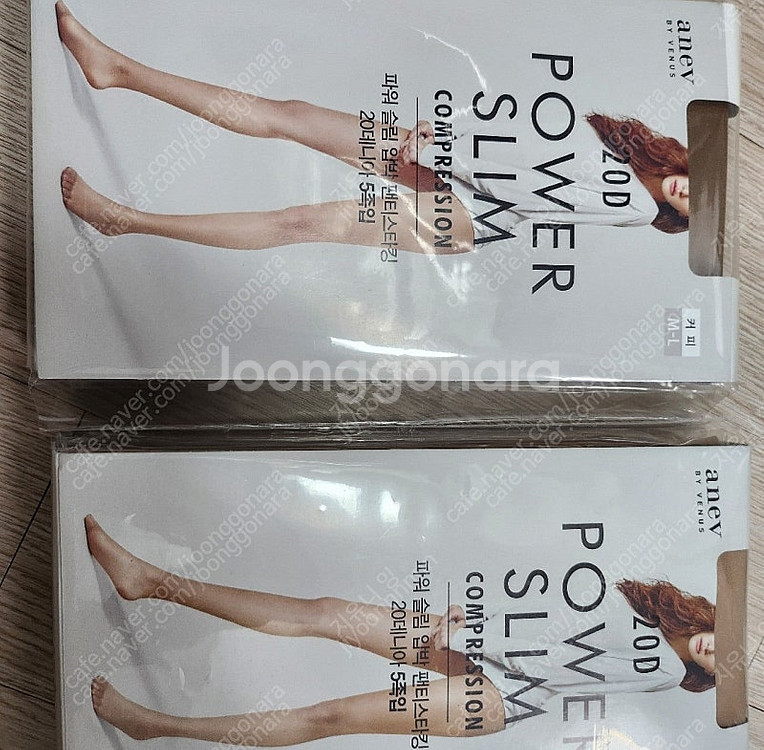 anev
BY VENUS
20D
POWER
SLIM
COMPRESSION
파워 슬림 압박 팬티스타킹
20데니아 5족입
커피
M-L
Joonggonara
cafe.naver.com/joonggonara
anev
BY VENUS
20D
POWER
SLIM
COMPRESSION
파워 슬림 압박 팬티스타킹
20데니아 5족입